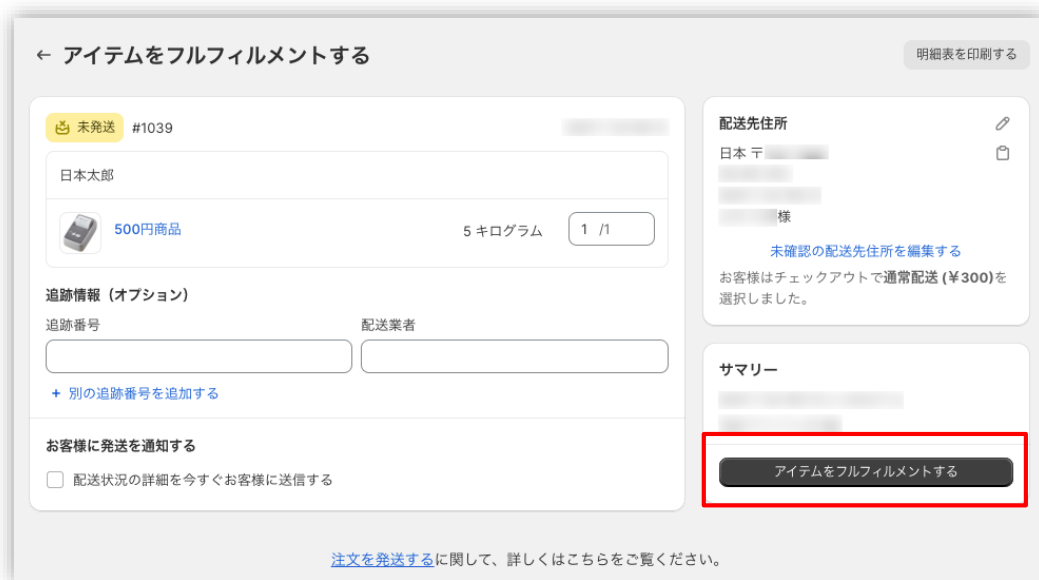 ← アイテムをフルフィルメントする
明細表を印刷する
未発送 #1039
日本太郎
500円商品
5 キログラム
1 /1
追跡情報（オプション）
追跡番号
配送業者
+ 別の追跡番号を追加する
お客様に発送を通知する
配送状況の詳細を今すぐお客様に送信する
配送先住所
日本 〒
様
未確認の配送先住所を編集する
お客様はチェックアウトで通常配送 (¥300)を
選択しました。
サマリー
アイテムをフルフィルメントする
注文を発送するに関して、詳しくはこちらをご覧ください。